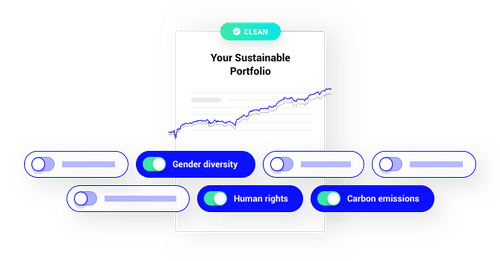 CLEAN
Your Sustainable
Portfolio
Gender diversity
Human rights
Carbon emissions